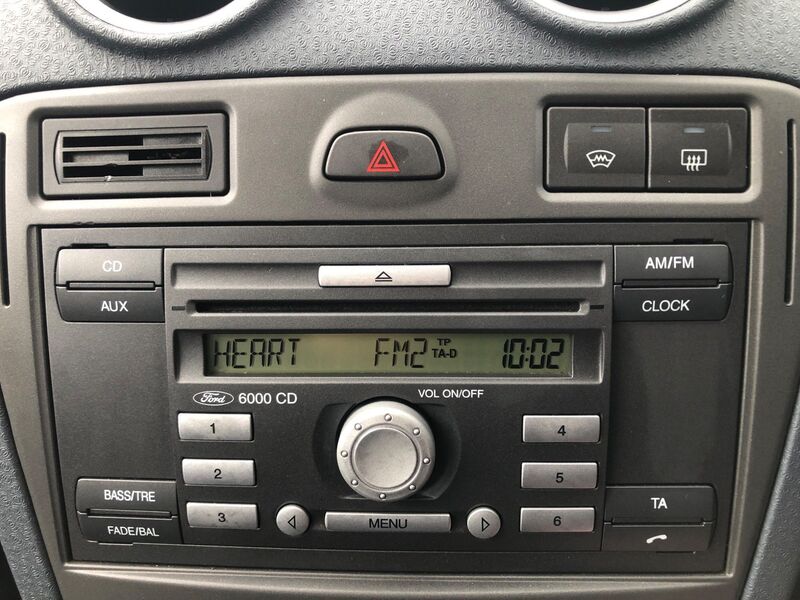 CD
AUX
AM/FM
CLOCK
HEART FM2 TP TA-D 10:02
Ford 6000 CD
VOL ON/OFF
1
2
3
4
5
6
BASS/TRE
FADE/BAL
MENU
TA